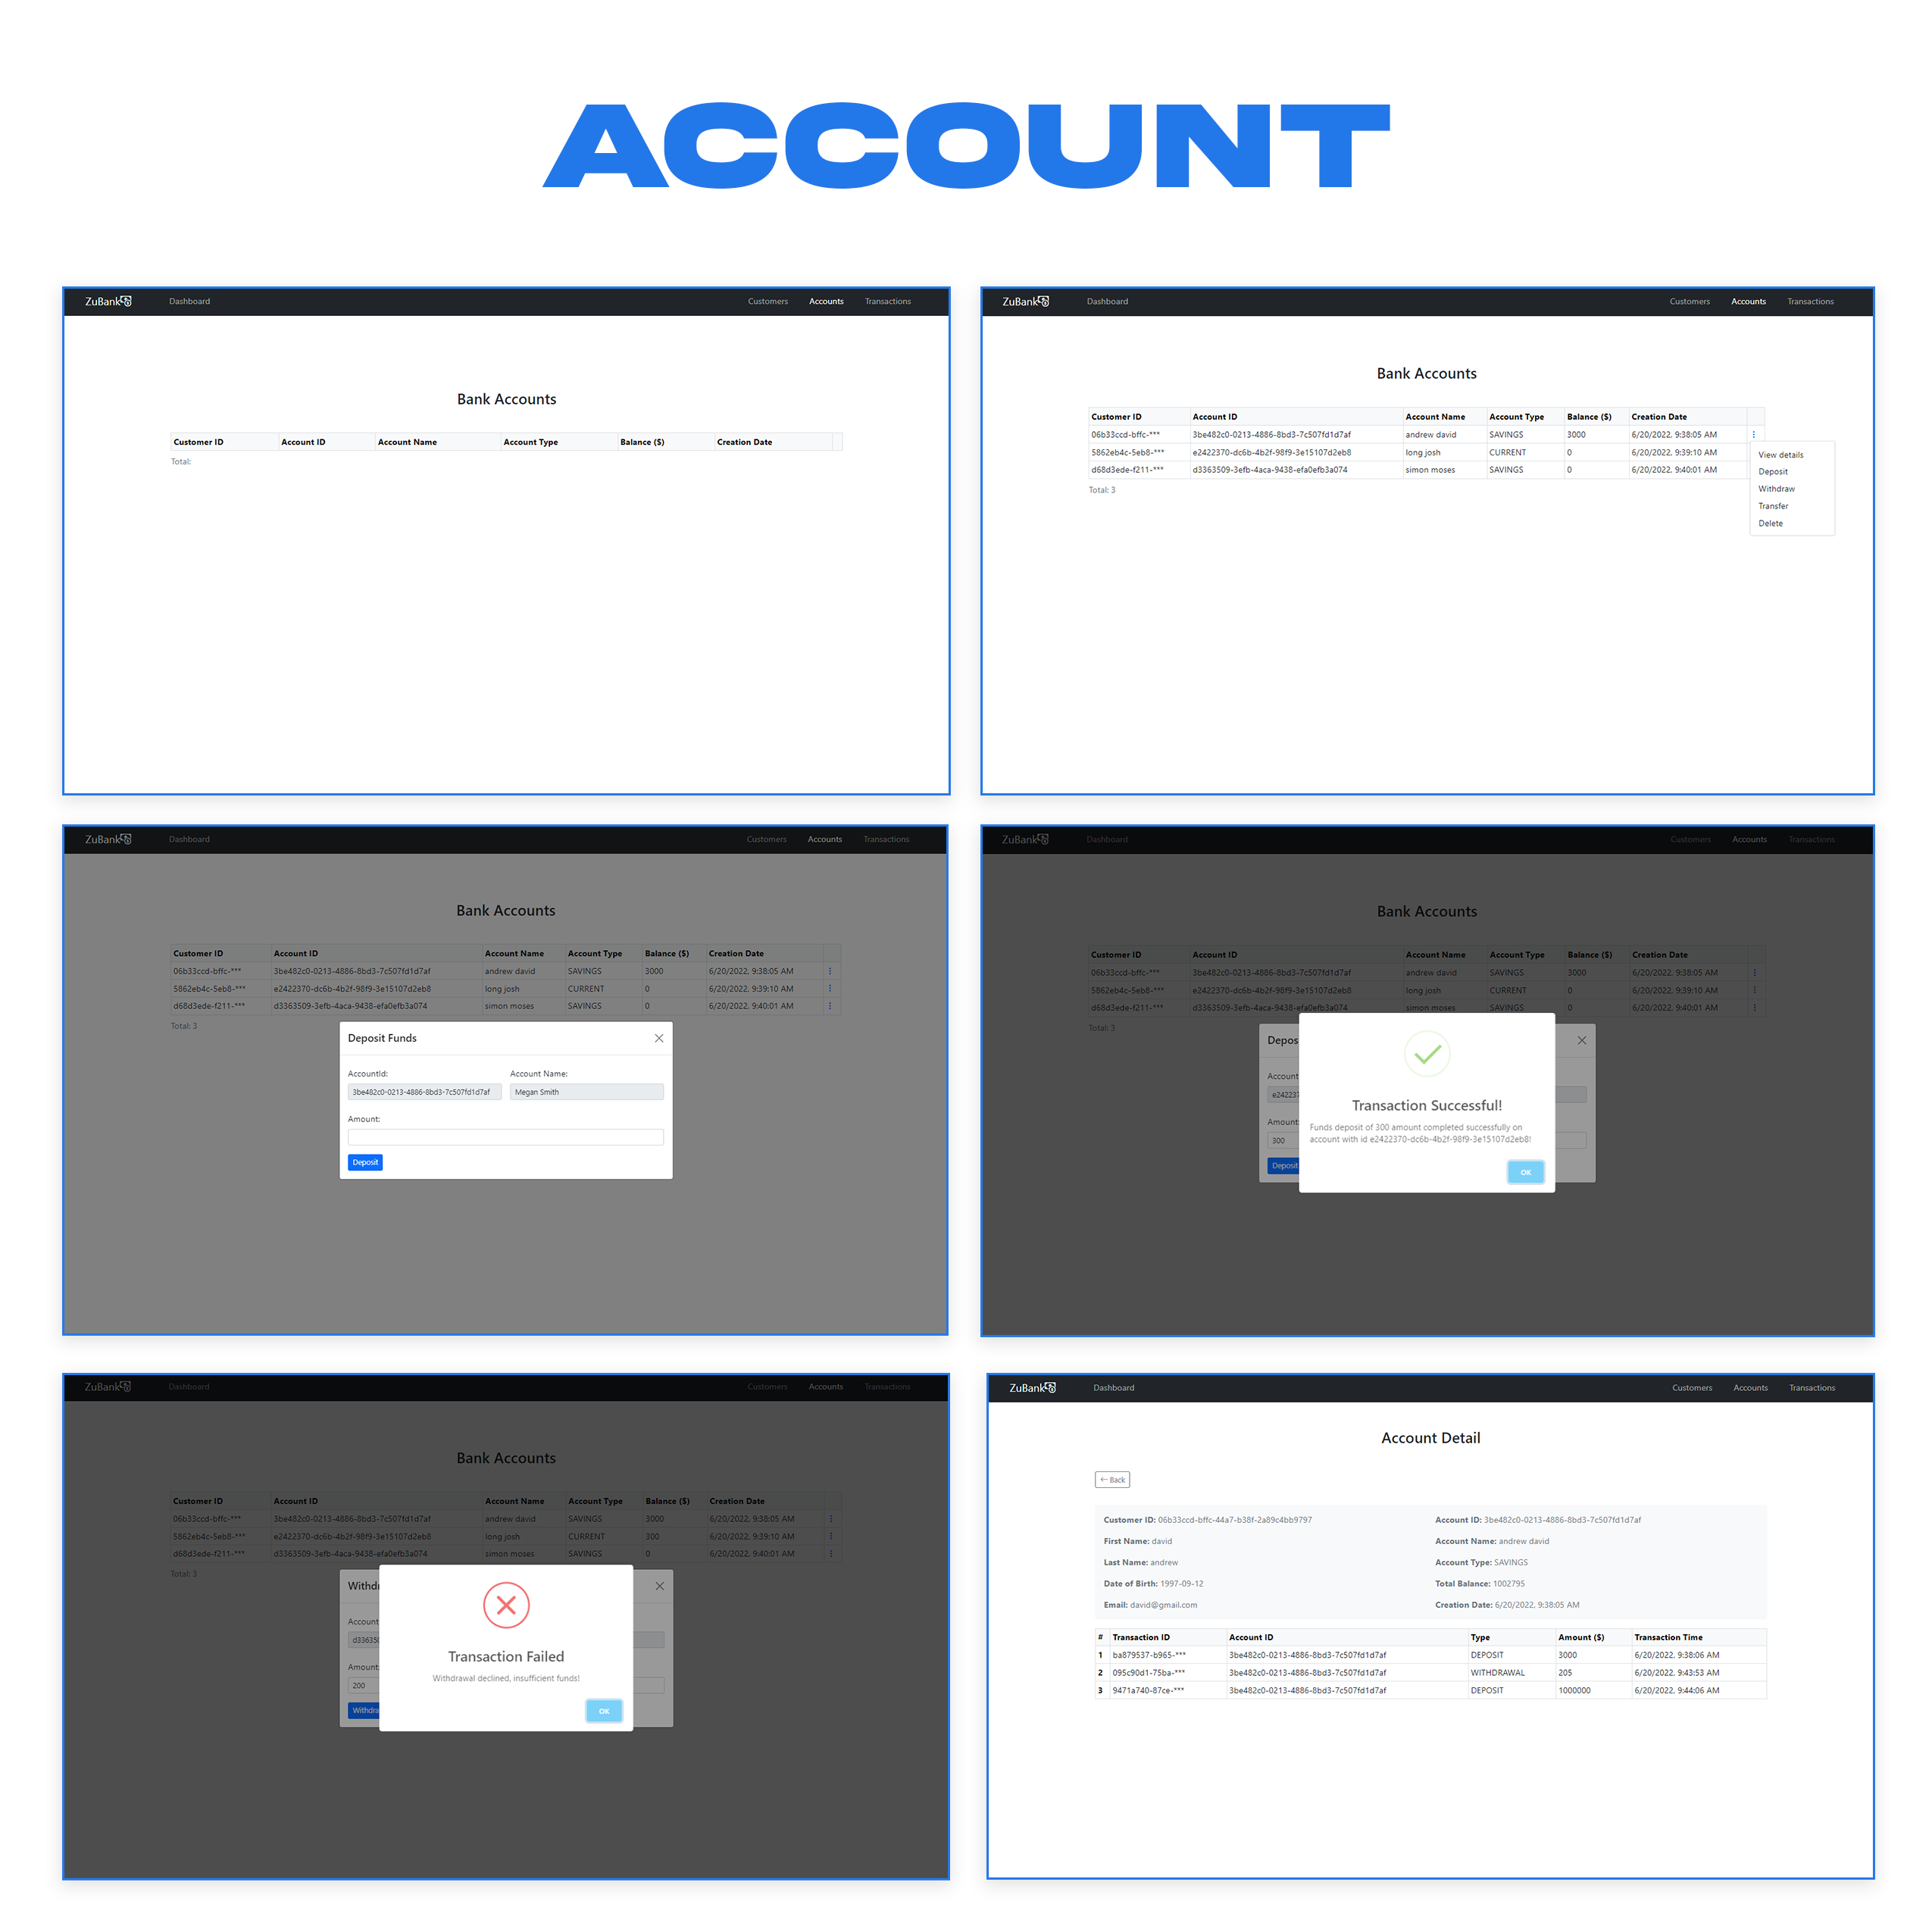 ACCOUNT
ZuBank Dashboard Customers Accounts Transactions
Bank Accounts
Customer ID Account ID Account Name Account Type Balance ($) Creation Date
Total:
ZuBank Dashboard Customers Accounts Transactions
Bank Accounts
Customer ID Account ID Account Name Account Type Balance ($) Creation Date
06b33ccd-bffc-*** 3be482c0-0213-4886-8bd3-7c507fd1d7af andrew david SAVINGS 3000 6/20/2022, 9:38:05 AM
5862eb4c-5eb8-*** e2422370-dc6b-4b2f-98f9-3e15107d2eb8 long josh CURRENT 0 6/20/2022, 9:39:10 AM
d68d3ede-f211-*** d3363509-3efb-4aca-9438-efa0efb3a074 simon moses SAVINGS 0 6/20/2022, 9:40:01 AM
Total: 3
View details
Deposit
Withdraw
Transfer
Delete
ZuBank Dashboard Customers Accounts Transactions
Bank Accounts
Customer ID Account ID Account Name Account Type Balance ($) Creation Date
06b33ccd-bffc-*** 3be482c0-0213-4886-8bd3-7c507fd1d7af andrew david SAVINGS 3000 6/20/2022, 9:38:05 AM
5862eb4c-5eb8-*** e2422370-dc6b-4b2f-98f9-3e15107d2eb8 long josh CURRENT 0 6/20/2022, 9:39:10 AM
d68d3ede-f211-*** d3363509-3efb-4aca-9438-efa0efb3a074 simon moses SAVINGS 0 6/20/2022, 9:40:01 AM
Total: 3
Deposit Funds
AccountId: Account Name:
3be482c0-0213-4886-8bd3-7c507fd1d7af Megan Smith
Amount:
Deposit
ZuBank Dashboard Customers Accounts Transactions
Bank Accounts
Customer ID Account ID Account Name Account Type Balance ($) Creation Date
06b33ccd-bffc-*** 3be482c0-0213-4886-8bd3-7c507fd1d7af andrew david SAVINGS 3000 6/20/2022, 9:38:05 AM
5862eb4c-5eb8-*** e2422370-dc6b-4b2f-98f9-3e15107d2eb8 long josh CURRENT 0 6/20/2022, 9:39:10 AM
d68d3ede-f211-*** d3363509-3efb-4aca-9438-efa0efb3a074 simon moses SAVINGS 0 6/20/2022, 9:40:01 AM
Total: 3
Depos
Account
e242237
Amount:
300
Deposit
Transaction Successful!
Funds deposit of 300 amount completed successfully on
account with id e2422370-dc6b-4b2f-98f9-3e15107d2eb8!
OK
ZuBank Dashboard Customers Accounts Transactions
Bank Accounts
Customer ID Account ID Account Name Account Type Balance ($) Creation Date
06b33ccd-bffc-*** 3be482c0-0213-4886-8bd3-7c507fd1d7af andrew david SAVINGS 3000 6/20/2022, 9:38:05 AM
5862eb4c-5eb8-*** e2422370-dc6b-4b2f-98f9-3e15107d2eb8 long josh CURRENT 300 6/20/2022, 9:39:10 AM
d68d3ede-f211-*** d3363509-3efb-4aca-9438-efa0efb3a074 simon moses SAVINGS 0 6/20/2022, 9:40:01 AM
Total: 3
Withdr
Account
d33635
Amount:
200
Withdra
Transaction Failed
Withdrawal declined, insufficient funds!
OK
ZuBank Dashboard Customers Accounts Transactions
Account Detail
← Back
Customer ID: 06b33ccd-bffc-44a7-b38f-2a89c4bb9797 Account ID: 3be482c0-0213-4886-8bd3-7c507fd1d7af
First Name: david Account Name: andrew david
Last Name: andrew Account Type: SAVINGS
Date of Birth: 1997-09-12 Total Balance: 1002795
Email: david@gmail.com Creation Date: 6/20/2022, 9:38:05 AM
# Transaction ID Account ID Type Amount ($) Transaction Time
1 ba879537-b965-*** 3be482c0-0213-4886-8bd3-7c507fd1d7af DEPOSIT 3000 6/20/2022, 9:38:06 AM
2 095c90d1-75ba-*** 3be482c0-0213-4886-8bd3-7c507fd1d7af WITHDRAWAL 205 6/20/2022, 9:43:53 AM
3 9471a740-87ce-*** 3be482c0-0213-4886-8bd3-7c507fd1d7af DEPOSIT 1000000 6/20/2022, 9:44:06 AM